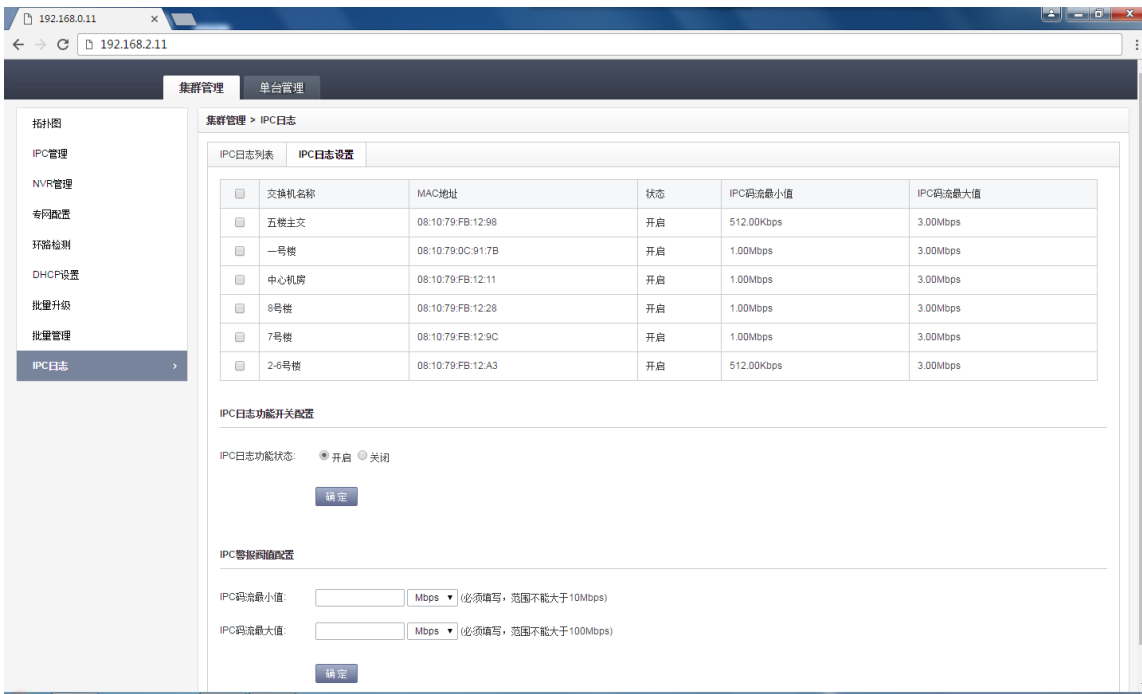 192.168.0.11
192.168.2.11
集群管理 单台管理
拓扑图
IPC管理
NVR管理
专网配置
环路检测
DHCP设置
批量升级
批量管理
IPC日志
集群管理 > IPC日志
IPC日志列表 IPC日志设置
交换机名称 MAC地址 状态 IPC码流最小值 IPC码流最大值
五楼主交 08:10:79:FB:12:98 开启 512.00Kbps 3.00Mbps
一号楼 08:10:79:0C:91:7B 开启 1.00Mbps 3.00Mbps
中心机房 08:10:79:FB:12:11 开启 1.00Mbps 3.00Mbps
8号楼 08:10:79:FB:12:28 开启 1.00Mbps 3.00Mbps
7号楼 08:10:79:FB:12:9C 开启 1.00Mbps 3.00Mbps
2-6号楼 08:10:79:FB:12:A3 开启 512.00Kbps 3.00Mbps
IPC日志功能开关配置
IPC日志功能状态: 开启 关闭
确定
IPC警报阀值配置
IPC码流最小值: Mbps (必须填写，范围不能大于10Mbps)
IPC码流最大值: Mbps (必须填写，范围不能大于100Mbps)
确定